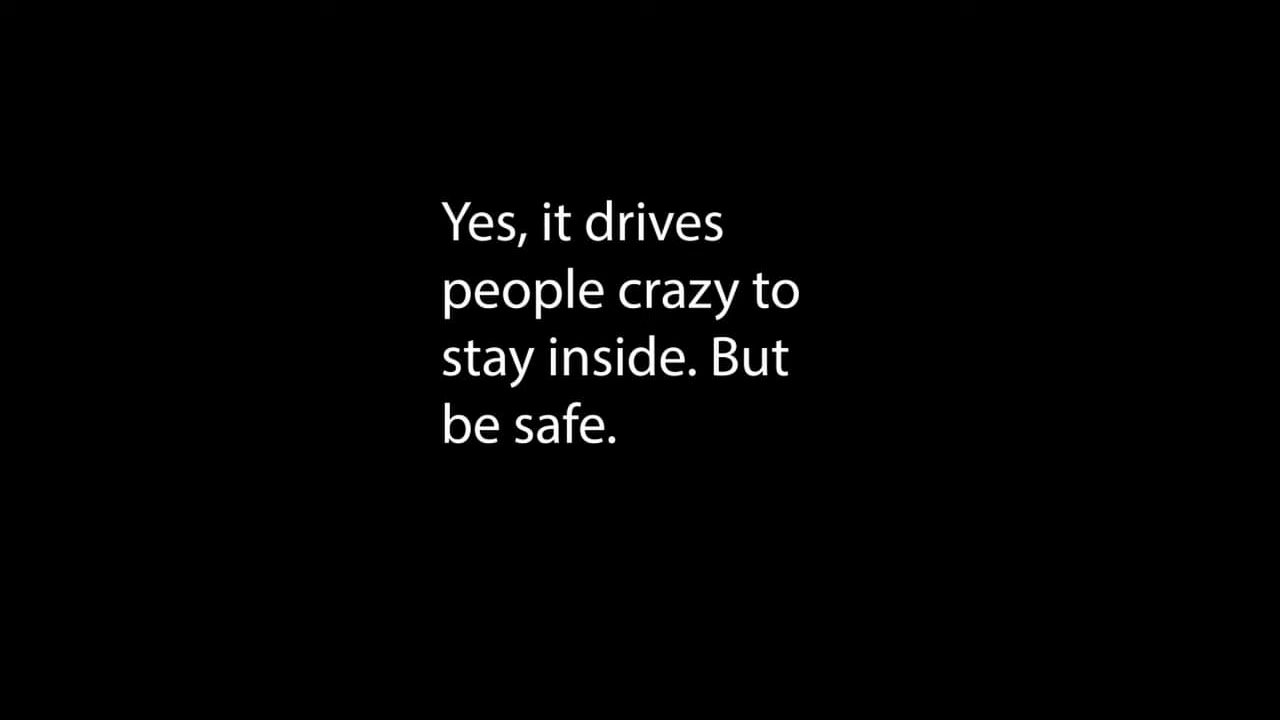 Yes, it drives
people crazy to
stay inside. But
be safe.